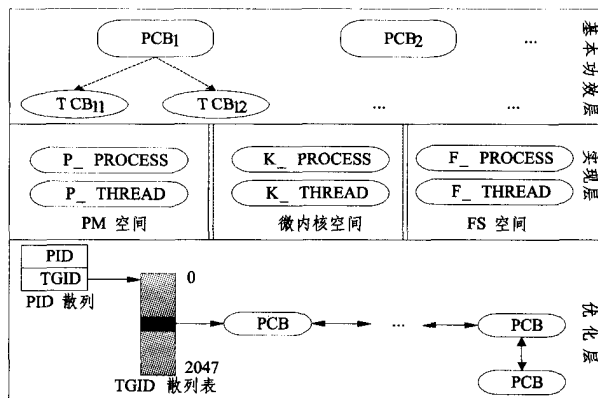 PCB1
PCB2
...
基本功效层
T CB11
T CB12
...
...
P_ PROCESS
K_ PROCESS
F_ PROCESS
实现层
P_ THREAD
K_ THREAD
F_ THREAD
PM 空间
微内核空间
FS 空间
PID
TGID
0
PID 散列
PCB
...
PCB
优化层
2047
PCB
TGID 散列表